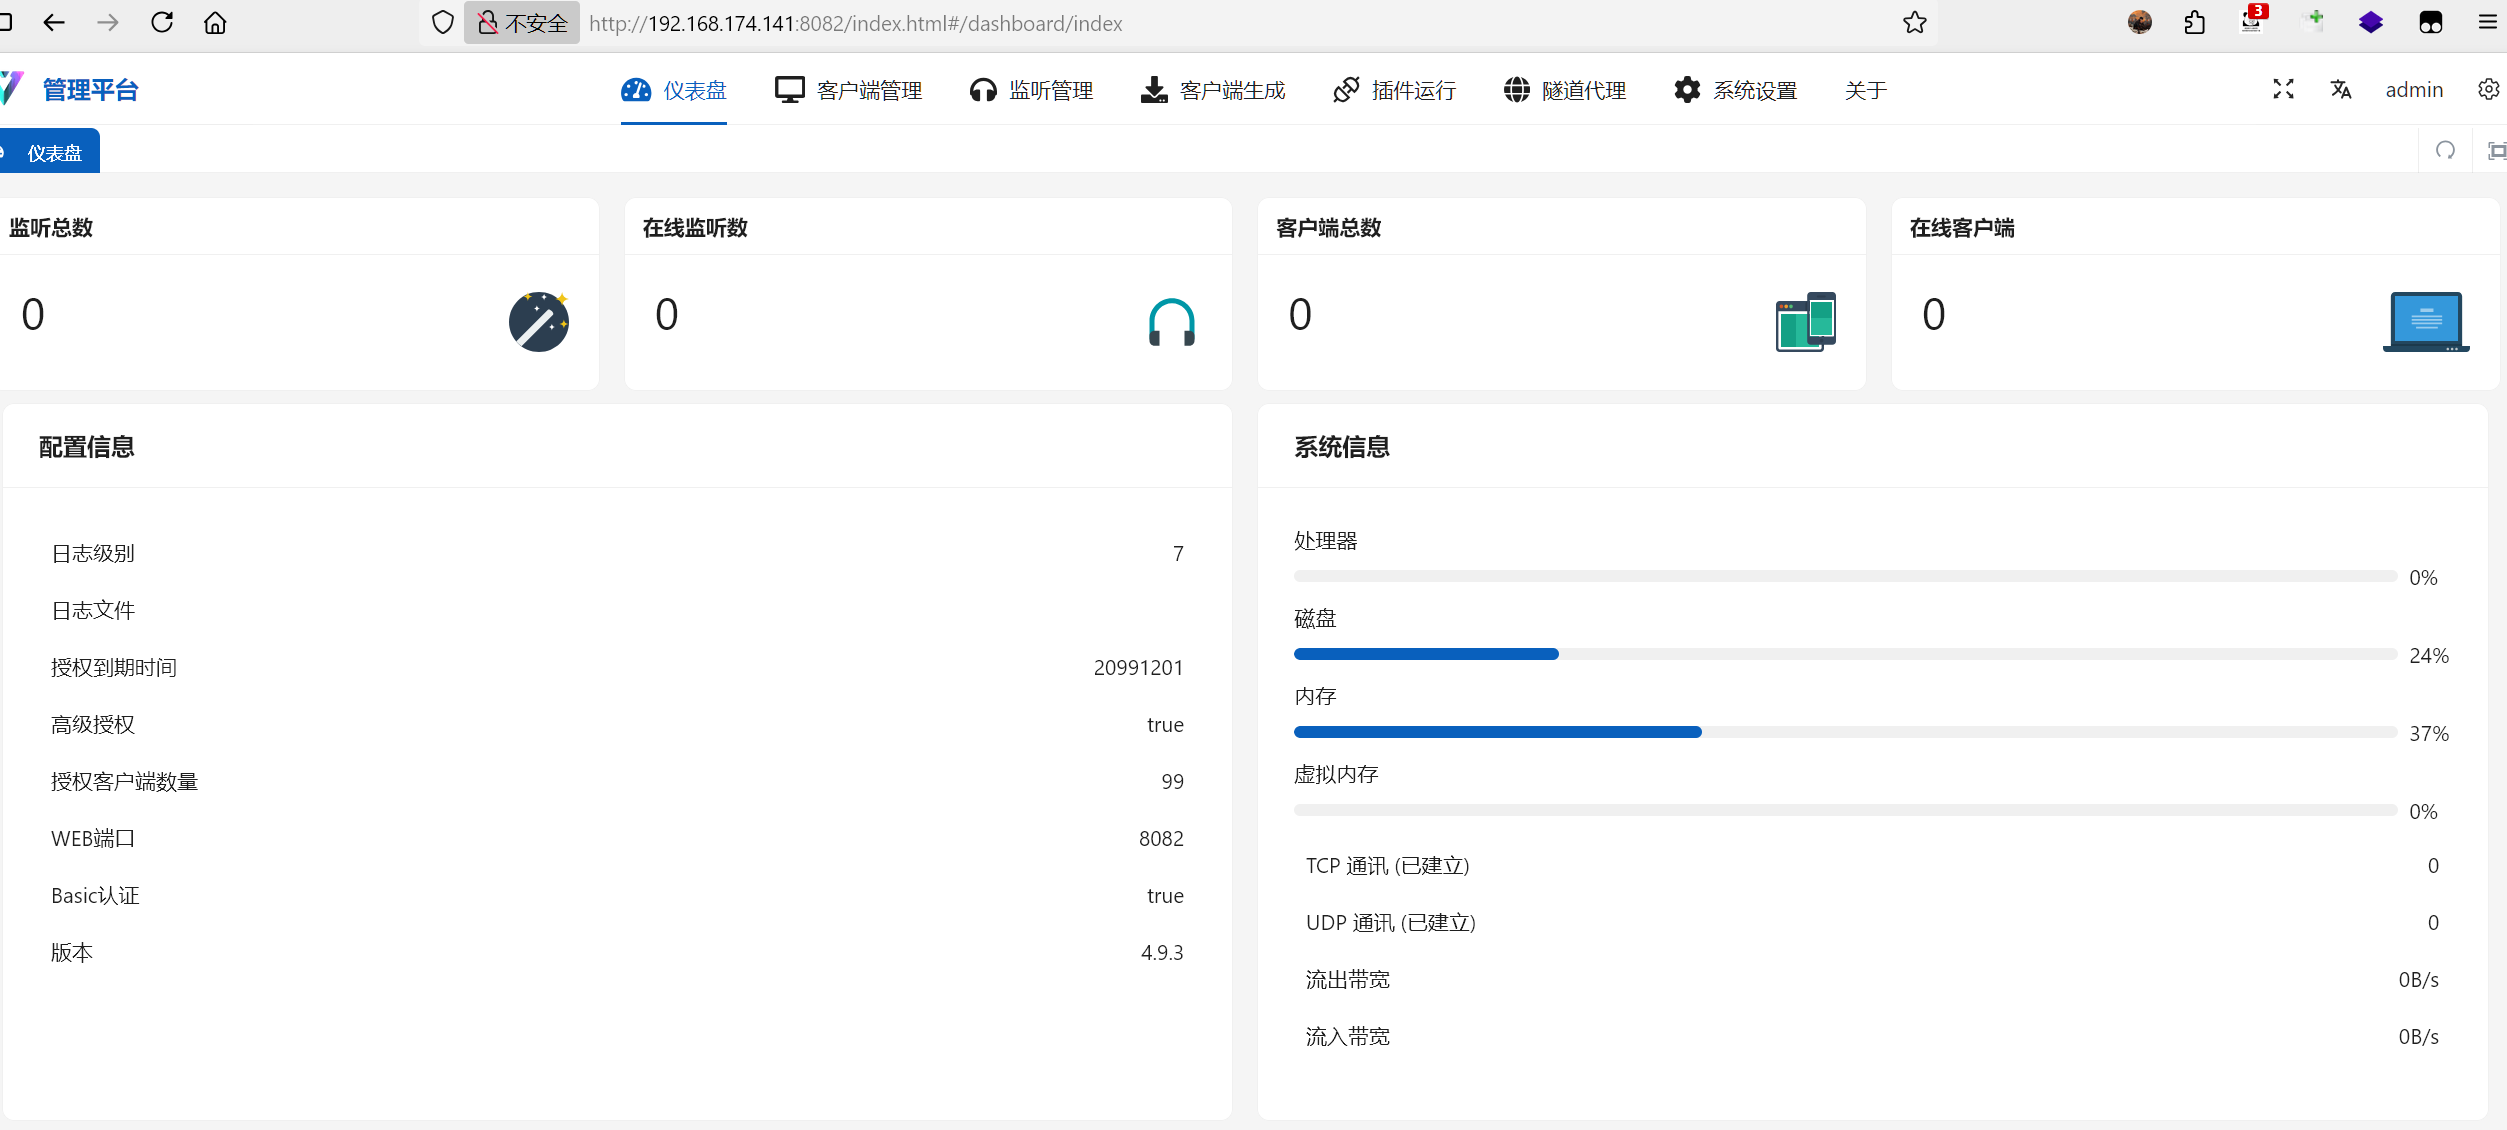 不安全 http://192.168.174.141:8082/index.html#/dashboard/index 3
管理平台 仪表盘 客户端管理 监听管理 客户端生成 插件运行 隧道代理 系统设置 关于 admin
仪表盘
监听总数 在线监听数 客户端总数 在线客户端
0 0 0 0
配置信息
日志级别 7
日志文件
授权到期时间 20991201
高级授权 true
授权客户端数量 99
WEB端口 8082
Basic认证 true
版本 4.9.3
系统信息
处理器
0%
磁盘
24%
内存
37%
虚拟内存
0%
TCP 通讯 (已建立) 0
UDP 通讯 (已建立) 0
流出带宽 0B/s
流入带宽 0B/s